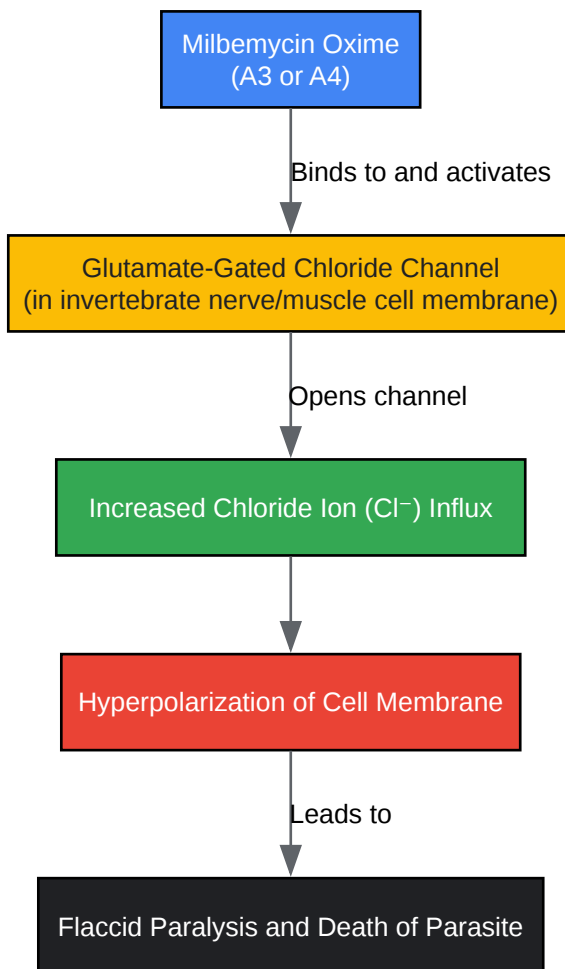 Milbemycin Oxime
(A3 or A4)
Binds to and activates
Glutamate-Gated Chloride Channel
(in invertebrate nerve/muscle cell membrane)
Opens channel
Increased Chloride Ion (Cl⁻) Influx
Hyperpolarization of Cell Membrane
Leads to
Flaccid Paralysis and Death of Parasite